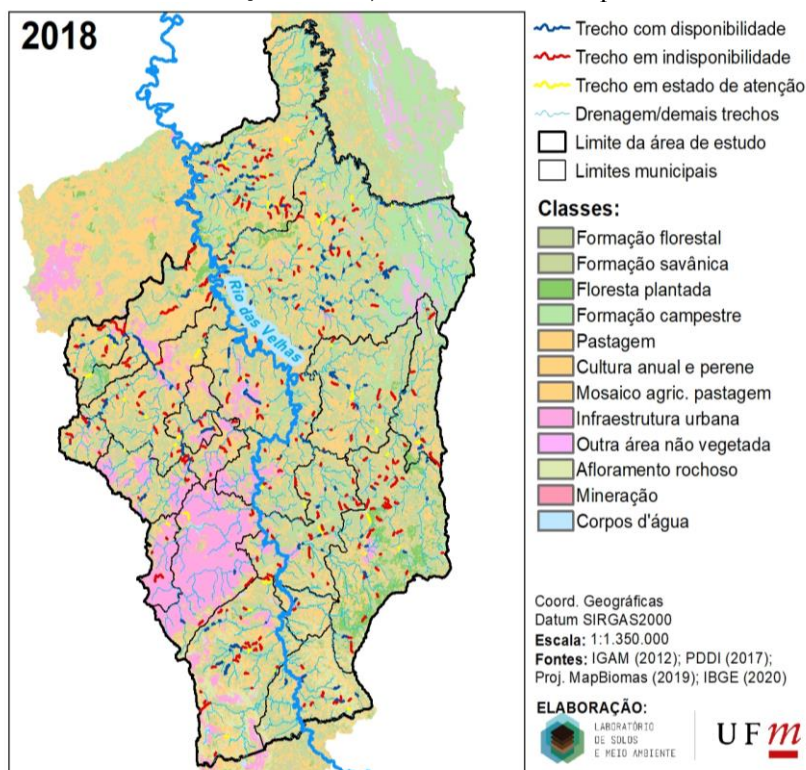 2018
Rio das Velhas
Trecho com disponibilidade
Trecho em indisponibilidade
Trecho em estado de atenção
Drenagem/demais trechos
Limite da área de estudo
Limites municipais
Classes:
Formação florestal
Formação savânica
Floresta plantada
Formação campestre
Pastagem
Cultura anual e perene
Mosaico agric. pastagem
Infraestrutura urbana
Outra área não vegetada
Afloramento rochoso
Mineração
Corpos d'água
Coord. Geográficas
Datum SIRGAS2000
Escala: 1:1.350.000
Fontes: IGAM (2012); PDDI (2017);
Proj. MapBiomas (2019); IBGE (2020)
ELABORAÇÃO:
LABORATÓRIO
DE SOLOS
E MEIO AMBIENTE
UFm